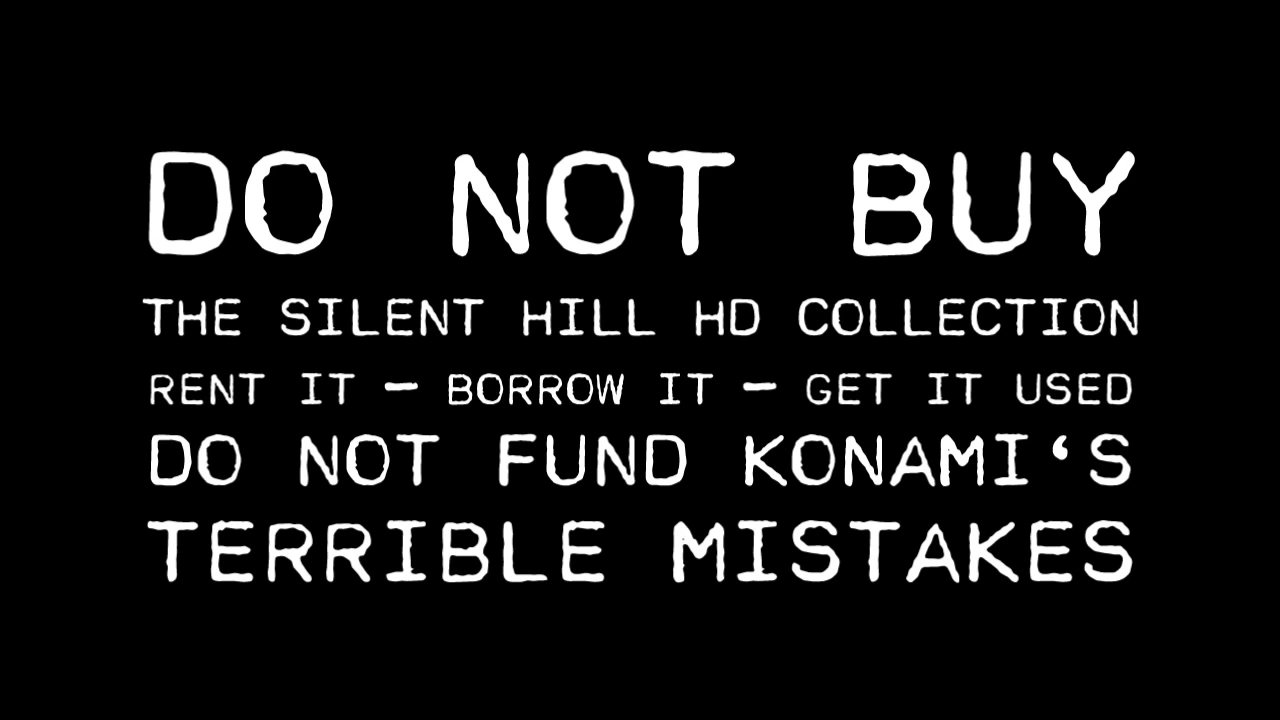 DO NOT BUY
THE SILENT HILL HD COLLECTION
RENT IT – BORROW IT – GET IT USED
DO NOT FUND KONAMI‘S
TERRIBLE MISTAKES